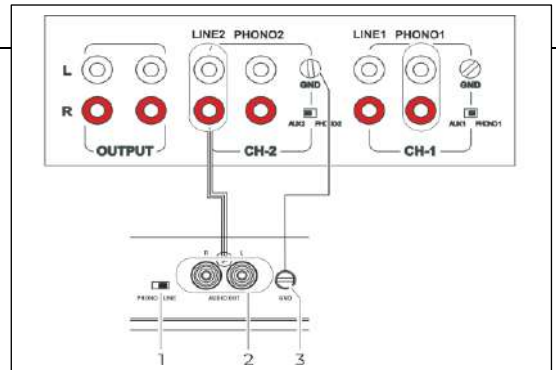 LINE2 PHONO2 LINE1 PHONO1
L
GND GND
R
AUX2 PHONO2 AUX1 PHONO1
OUTPUT CH-2 CH-1
R L
PHONO LINE AUDIO OUT GND
1 2 3